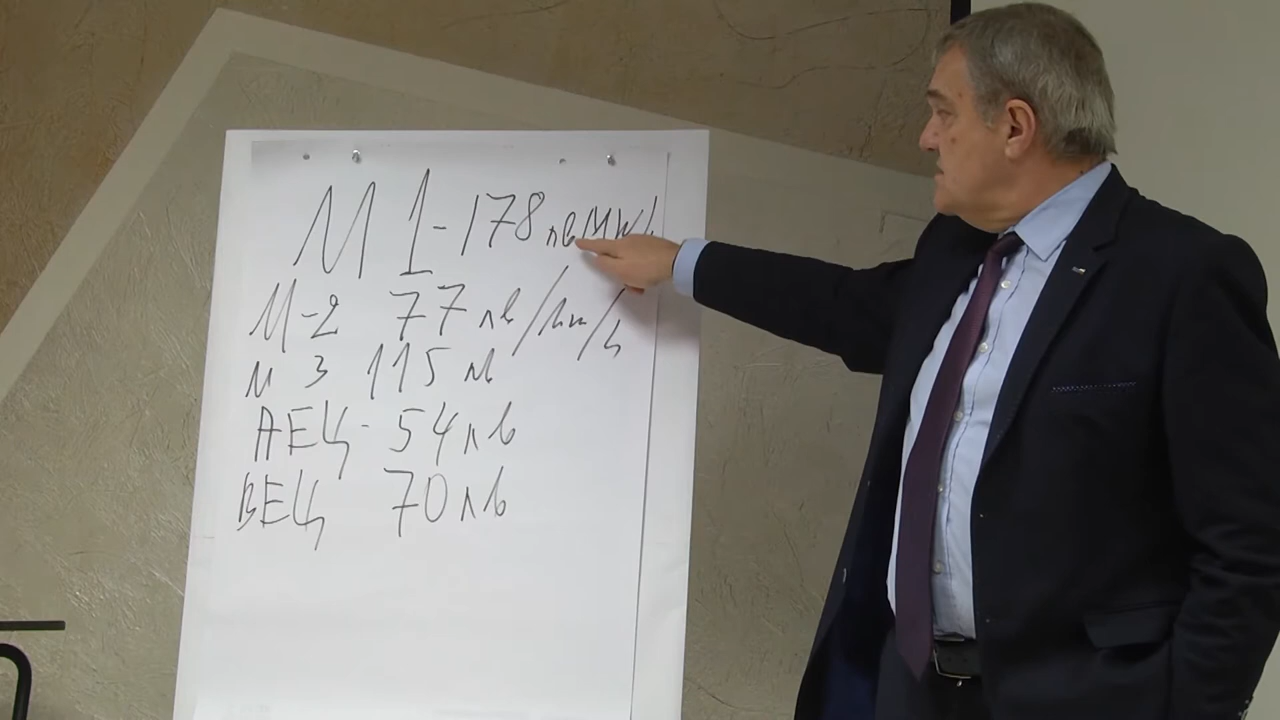 М 1 - 178 лв MWh
М-2 77 лв/мw/h
М 3 115 лв
АЕЦ - 54 лв
ВЕЦ 70 лв